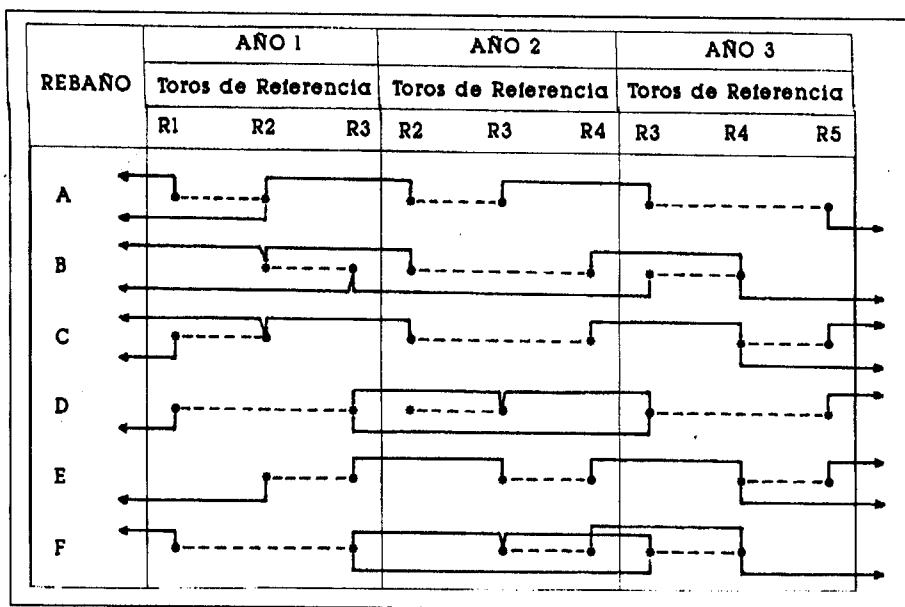 AÑO 1 AÑO 2 AÑO 3
REBAÑO Toros de Referencia Toros de Referencia Toros de Referencia
R1 R2 R3 R2 R3 R4 R3 R4 R5
A
B
C
D
E
F